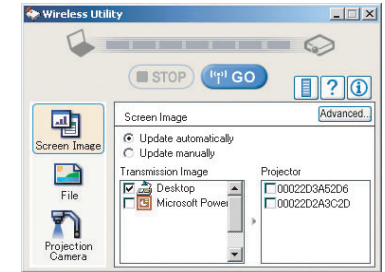 Wireless Utility
STOP
GO
?
Screen Image
Advanced...
Update automatically
Update manually
Transmission Image
Projector
Desktop
Microsoft Power
00022D3A52D6
00022D2A3C2D
Screen Image
File
Projection
Camera